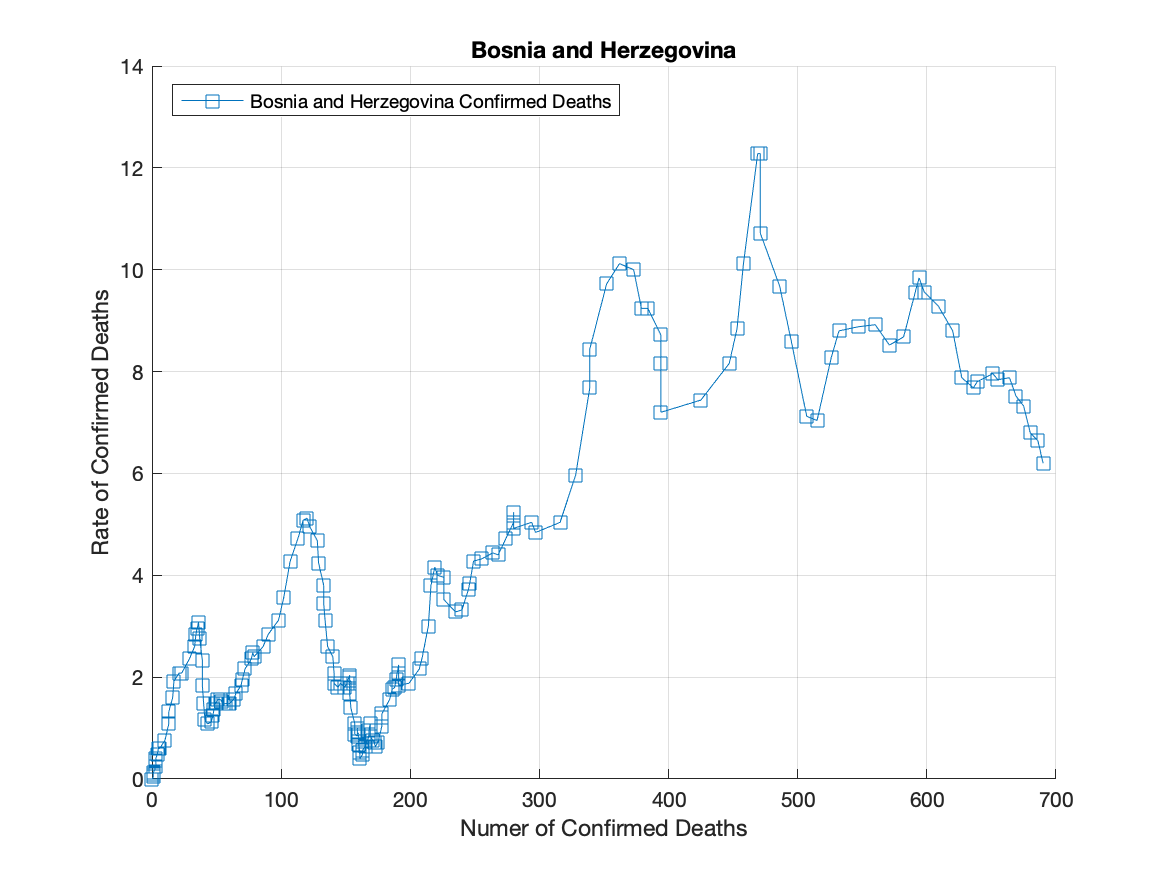 Bosnia and Herzegovina
14
Bosnia and Herzegovina Confirmed Deaths
12
10
8
6
4
2
0
Rate of Confirmed Deaths
0 100 200 300 400 500 600 700
Numer of Confirmed Deaths